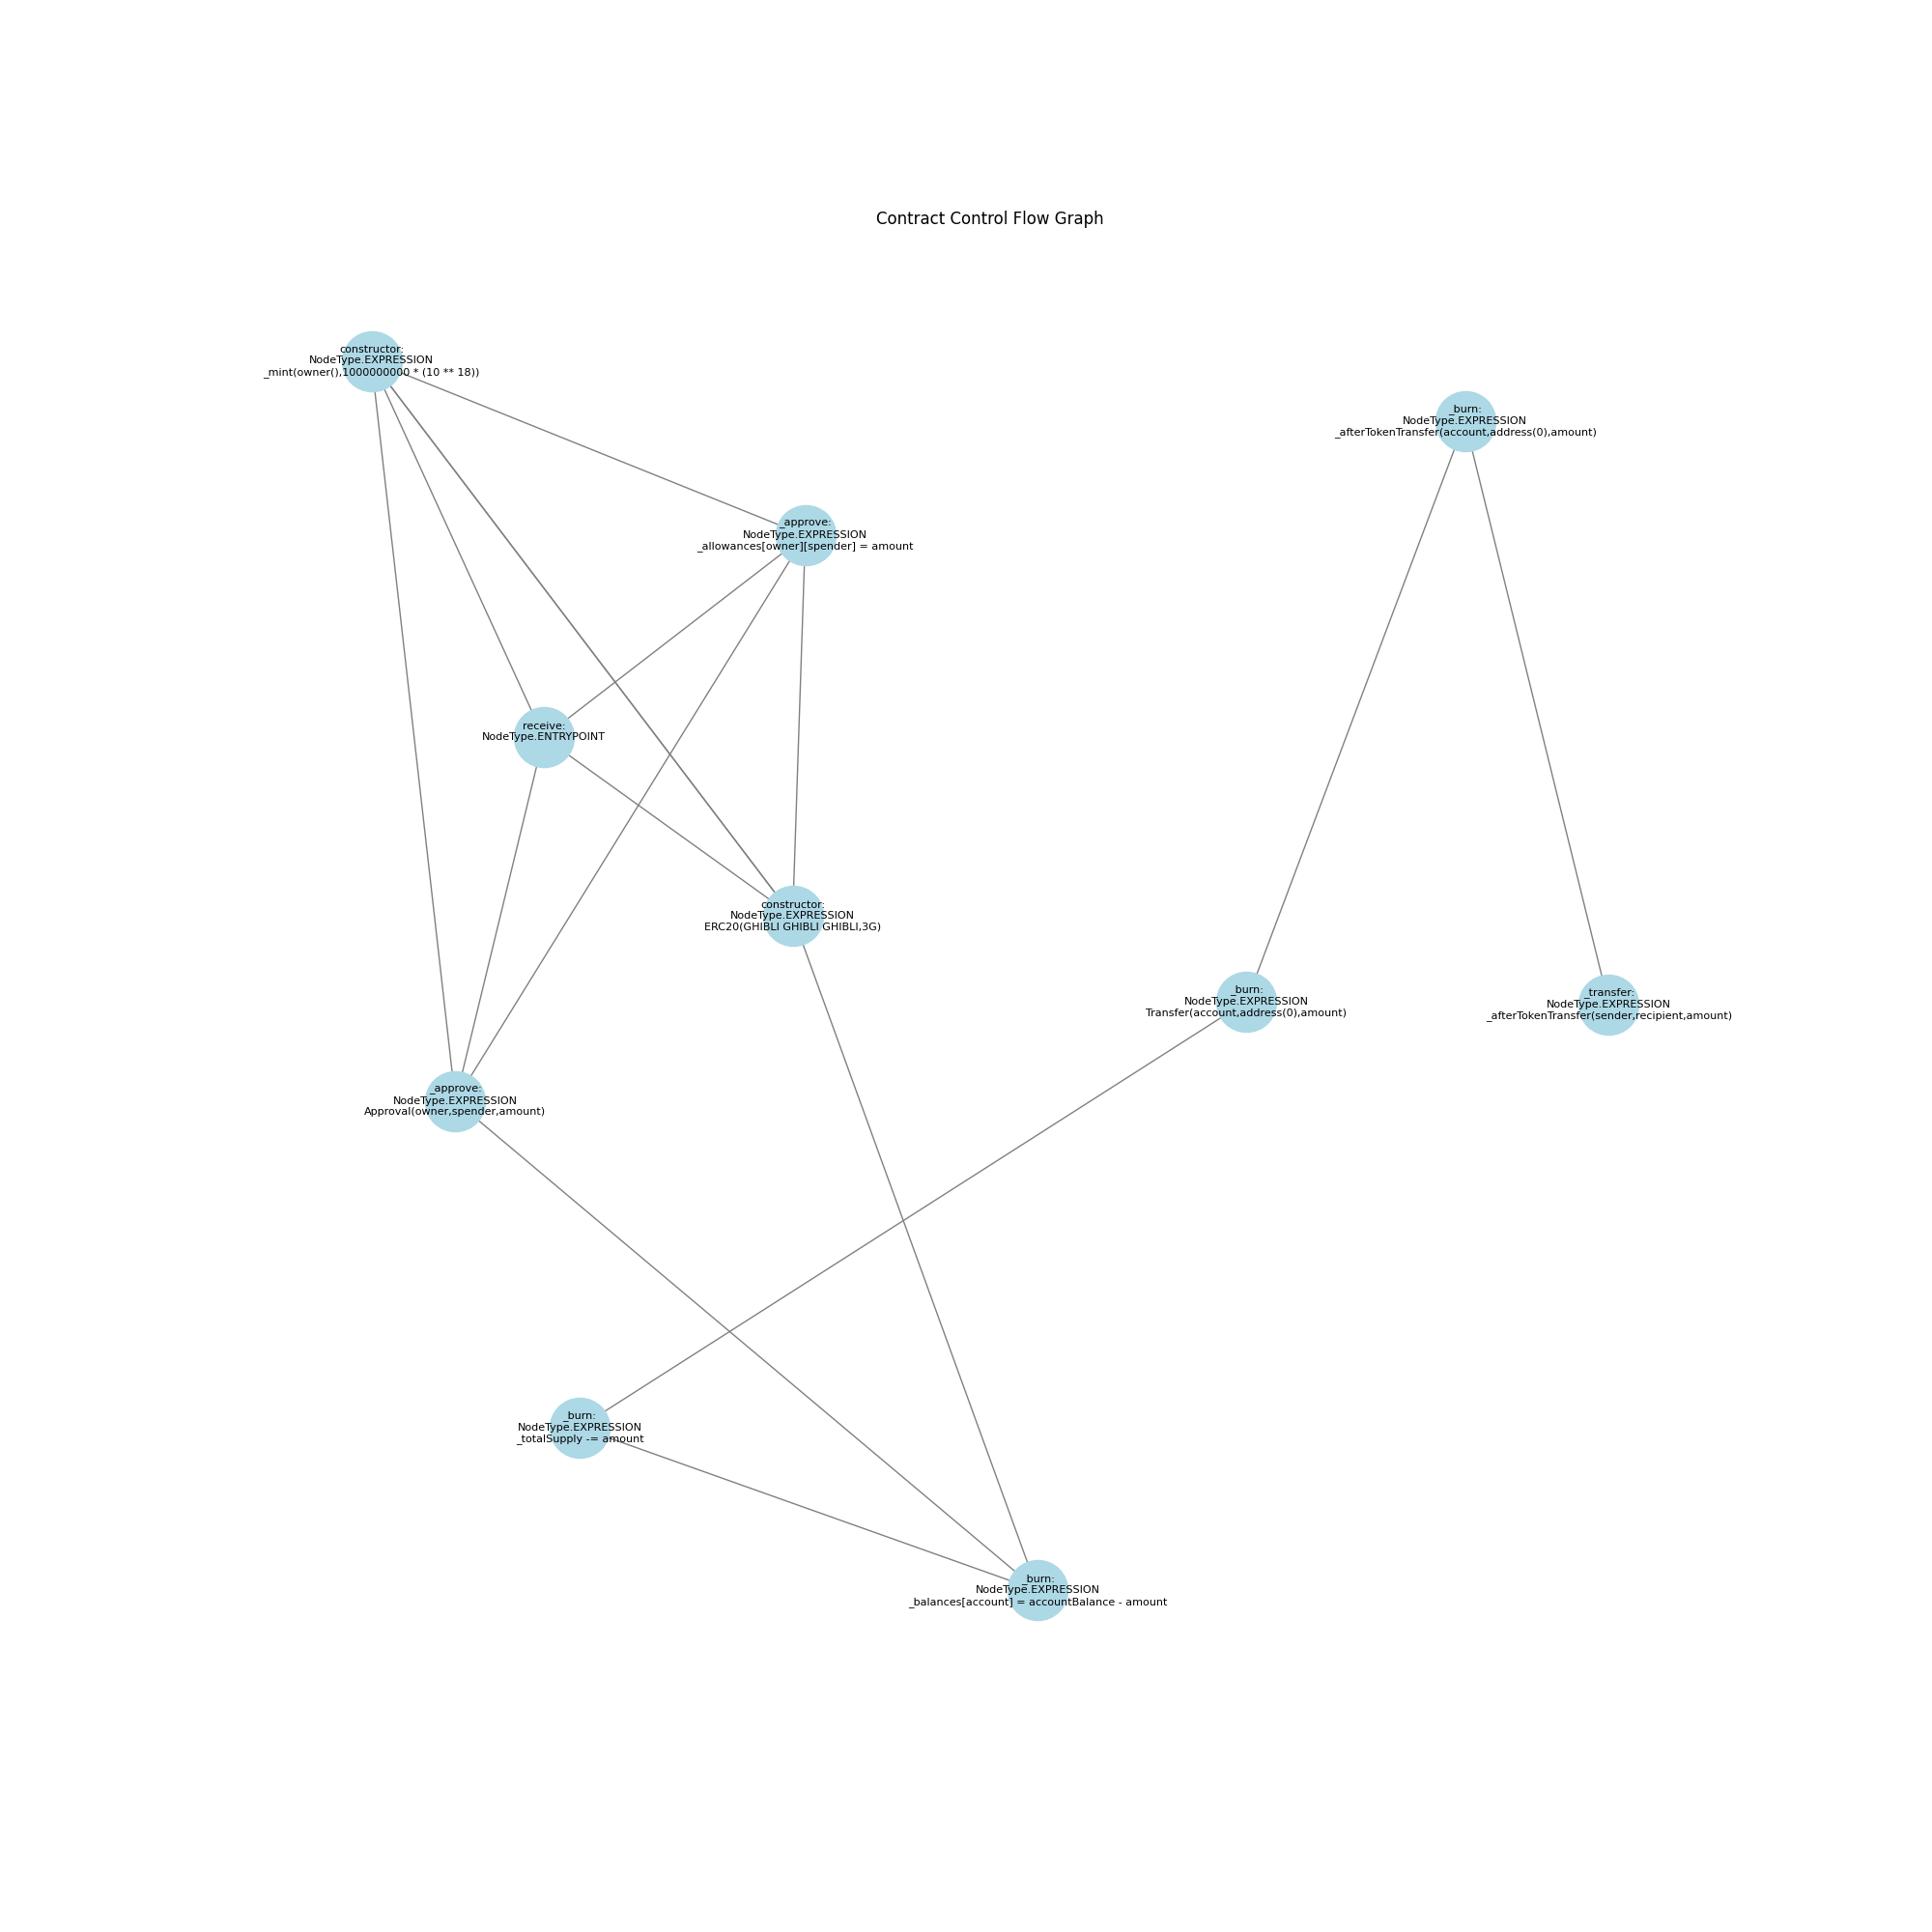 Contract Control Flow Graph
constructor:
NodeType.EXPRESSION
_mint(owner(),1000000000 * (10 ** 18))
_burn:
NodeType.EXPRESSION
_afterTokenTransfer(account,address(0),amount)
_approve:
NodeType.EXPRESSION
_allowances[owner][spender] = amount
receive:
NodeType.ENTRYPOINT
constructor:
NodeType.EXPRESSION
ERC20(GHIBLI GHIBLI GHIBLI,3G)
_burn:
NodeType.EXPRESSION
Transfer(account,address(0),amount)
_transfer:
NodeType.EXPRESSION
_afterTokenTransfer(sender,recipient,amount)
_approve:
NodeType.EXPRESSION
Approval(owner,spender,amount)
_burn:
NodeType.EXPRESSION
_totalSupply -= amount
_burn:
NodeType.EXPRESSION
_balances[account] = accountBalance - amount